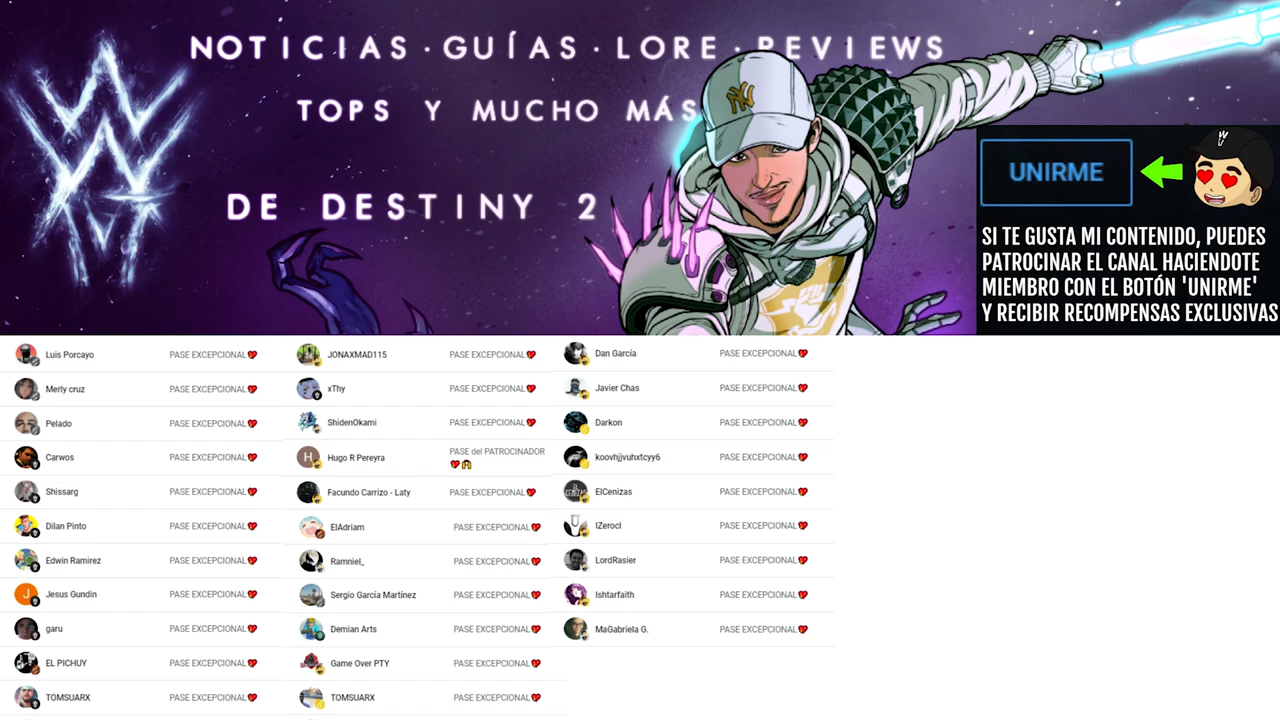 NOTICIAS · GUÍAS · LORE · REVIEWS
TOPS Y MUCHO MÁS
DE DESTINY 2
NY
W
UNIRME
SI TE GUSTA MI CONTENIDO, PUEDES
PATROCINAR EL CANAL HACIENDOTE
MIEMBRO CON EL BOTÓN 'UNIRME'
Y RECIBIR RECOMPENSAS EXCLUSIVAS
Luis Porcayo PASE EXCEPCIONAL
Merly cruz PASE EXCEPCIONAL
Pelado PASE EXCEPCIONAL
Carwos PASE EXCEPCIONAL
Shissarg PASE EXCEPCIONAL
Dilan Pinto PASE EXCEPCIONAL
Edwin Ramirez PASE EXCEPCIONAL
J Jesus Gundin PASE EXCEPCIONAL
garu PASE EXCEPCIONAL
EL PICHUY PASE EXCEPCIONAL
TOMSUARX PASE EXCEPCIONAL
JONAXMAD115 PASE EXCEPCIONAL
xThy PASE EXCEPCIONAL
ShidenOkami PASE EXCEPCIONAL
H Hugo R Pereyra PASE del PATROCINADOR
Facundo Carrizo - Laty PASE EXCEPCIONAL
ElAdriam PASE EXCEPCIONAL
Ramniel_ PASE EXCEPCIONAL
Sergio García Martínez PASE EXCEPCIONAL
Demian Arts PASE EXCEPCIONAL
Game Over PTY PASE EXCEPCIONAL
TOMSUARX PASE EXCEPCIONAL
Dan García PASE EXCEPCIONAL
Javier Chas PASE EXCEPCIONAL
Darkon PASE EXCEPCIONAL
koovhjjvuhxtcyy6 PASE EXCEPCIONAL
ElCenizas PASE EXCEPCIONAL
IZerocI PASE EXCEPCIONAL
LordRasier PASE EXCEPCIONAL
Ishtarfaith PASE EXCEPCIONAL
MaGabriela G. PASE EXCEPCIONAL